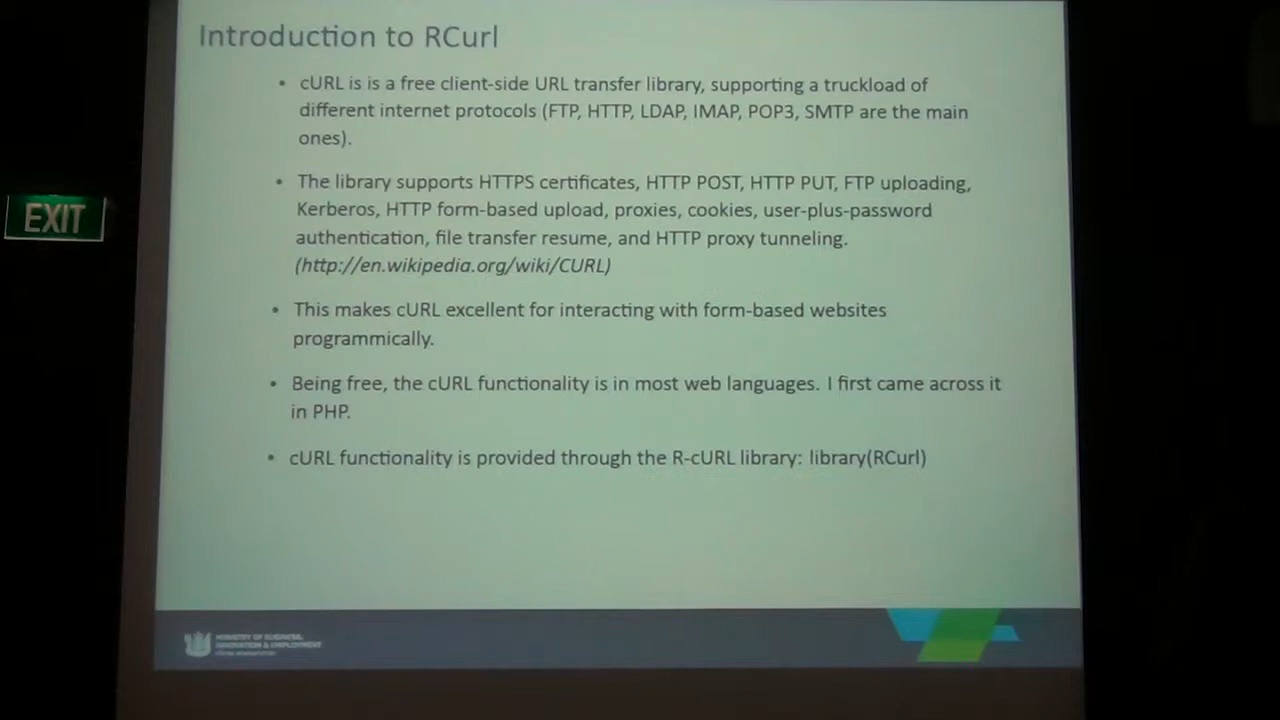 Introduction to RCurl
• cURL is is a free client-side URL transfer library, supporting a truckload of
different internet protocols (FTP, HTTP, LDAP, IMAP, POP3, SMTP are the main
ones).
• The library supports HTTPS certificates, HTTP POST, HTTP PUT, FTP uploading,
Kerberos, HTTP form-based upload, proxies, cookies, user-plus-password
authentication, file transfer resume, and HTTP proxy tunneling.
(http://en.wikipedia.org/wiki/CURL)
EXIT
• This makes cURL excellent for interacting with form-based websites
programmically.
• Being free, the cURL functionality is in most web languages. I first came across it
in PHP.
• cURL functionality is provided through the R-cURL library: library(RCurl)
MINISTRY OF BUSINESS,
INNOVATION & EMPLOYMENT